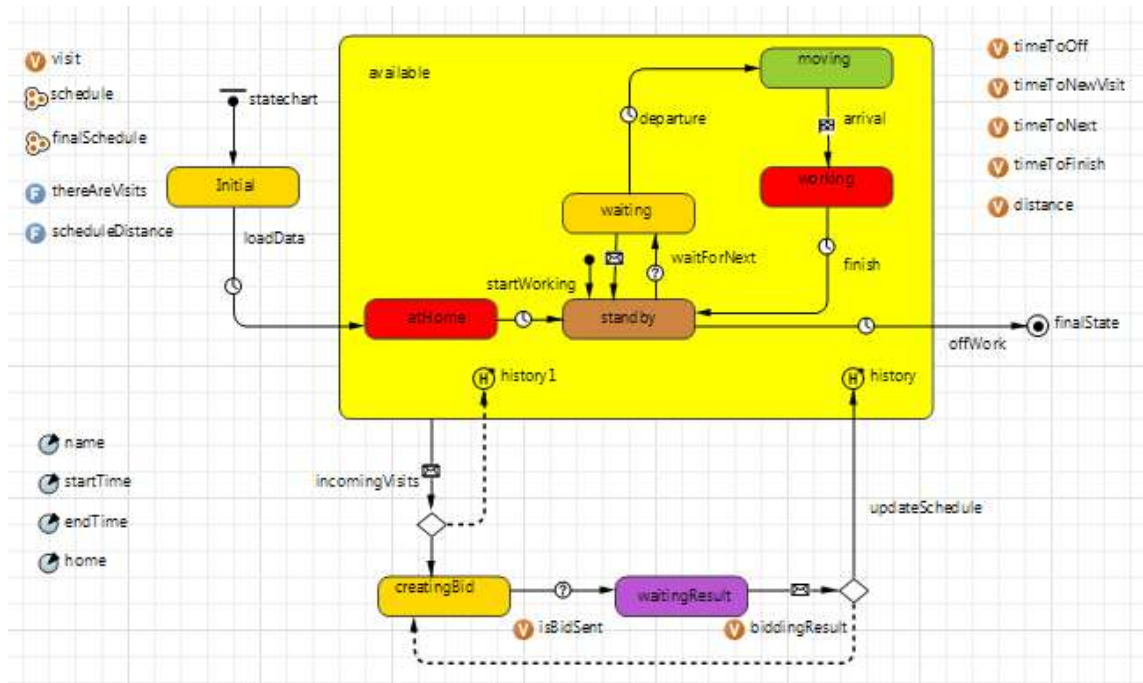 visit
schedule
finalSchedule
thereAreVisits
scheduleDistance
statechart
Initial
loadData
available
moving
departure
arrival
working
waiting
waitForNext
finish
startWorking
atHome
standby
offWork
finalState
history1
history
timeToOff
timeToNewVisit
timeToNext
timeToFinish
distance
name
startTime
endTime
home
incomingVisits
updateSchedule
creatingBid
waitingResult
isBidSent
biddingResult